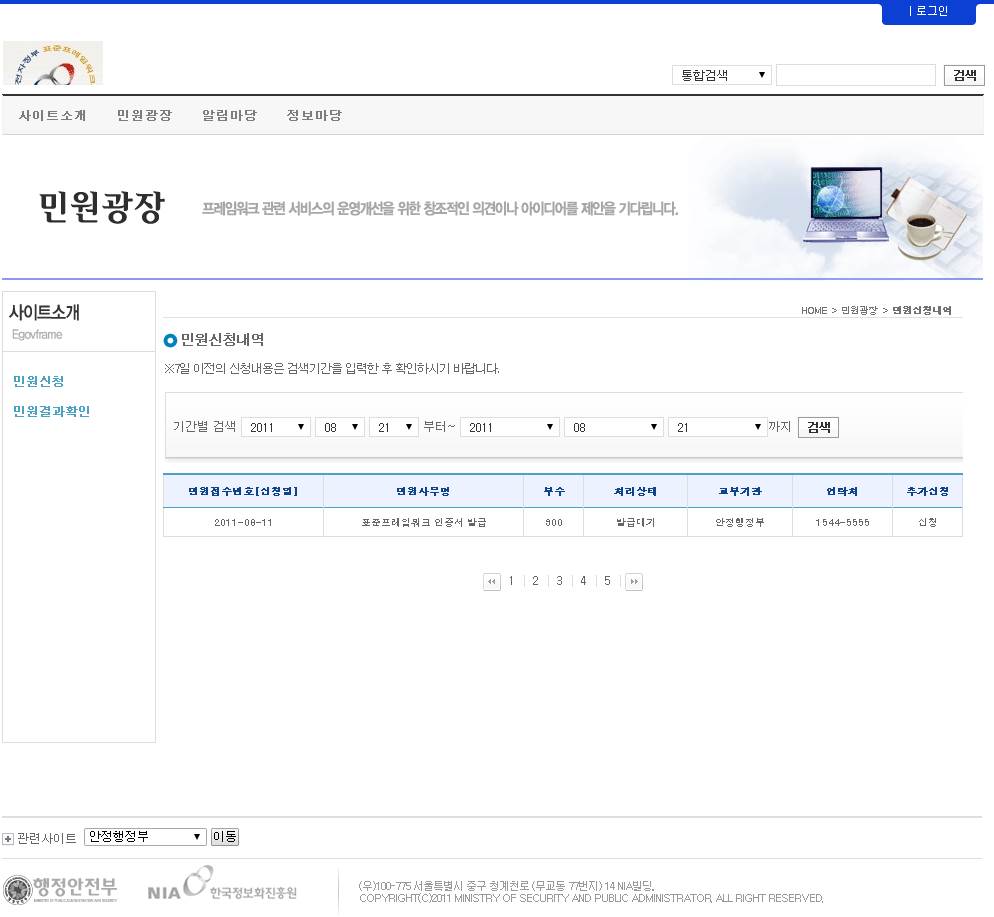 | 로그인
전자정부 표준프레임워크
통합검색 ▼ 검색
사이트소개 민원광장 알림마당 정보마당
민원광장
프레임워크 관련 서비스의 운영개선을 위한 창조적인 의견이나 아이디어를 제안을 기다립니다.
사이트소개
Egovframe
민원신청
민원결과확인
HOME > 민원광장 > 민원신청내역
민원신청내역
※7일 이전의 신청내용은 검색기간을 입력한 후 확인하시기 바랍니다.
기간별 검색 2011 ▼ 08 ▼ 21 ▼ 부터~ 2011 ▼ 08 ▼ 21 ▼ 까지 검색
민원접수번호[신청일] 민원사무명 부수 처리상태 교부기관 연락처 추가신청
2011-08-11 표준프레임워크 인증서 발급 900 발급대기 안정행정부 1544-5555 신청
1 2 3 4 5
관련사이트 안정행정부 ▼ 이동
행정안전부
NIA 한국정보화진흥원
(우)100-775 서울특별시 중구 청계천로 (무교동 77번지) 14 NIA빌딩.
COPYRIGHT(C)2011 MINISTRY OF SECURITY AND PUBLIC ADMINISTRATOR, ALL RIGHT RESERVED.